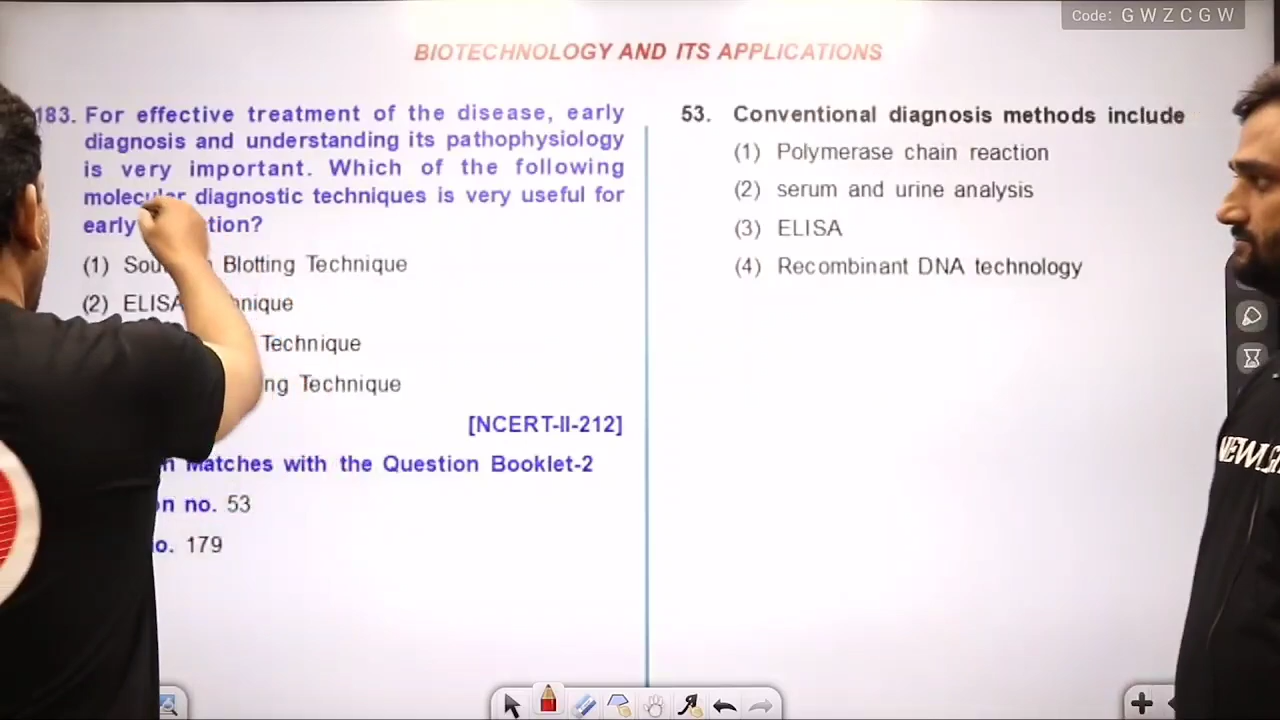 Code: G W Z C G W
BIOTECHNOLOGY AND ITS APPLICATIONS
183. For effective treatment of the disease, early
diagnosis and understanding its pathophysiology
is very important. Which of the following
molecular diagnostic techniques is very useful for
early tion?
(1) Sou n Blotting Technique
(2) ELISA nique
Technique
ng Technique
[NCERT-II-212]
n Matches with the Question Booklet-2
on no. 53
o. 179
53. Conventional diagnosis methods include
(1) Polymerase chain reaction
(2) serum and urine analysis
(3) ELISA
(4) Recombinant DNA technology